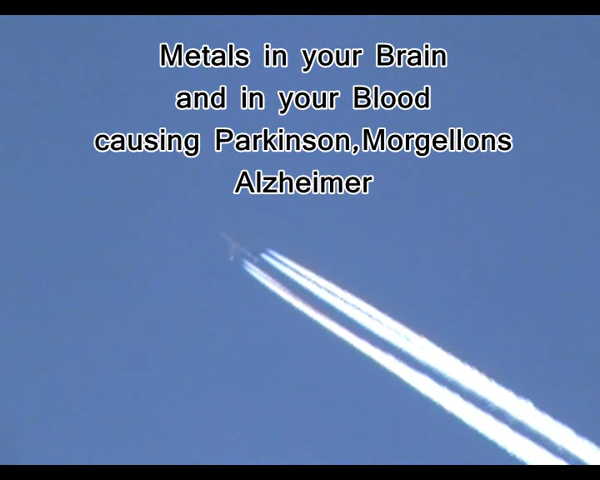 Metals in your Brain
and in your Blood
causing Parkinson,Morgellons
Alzheimer